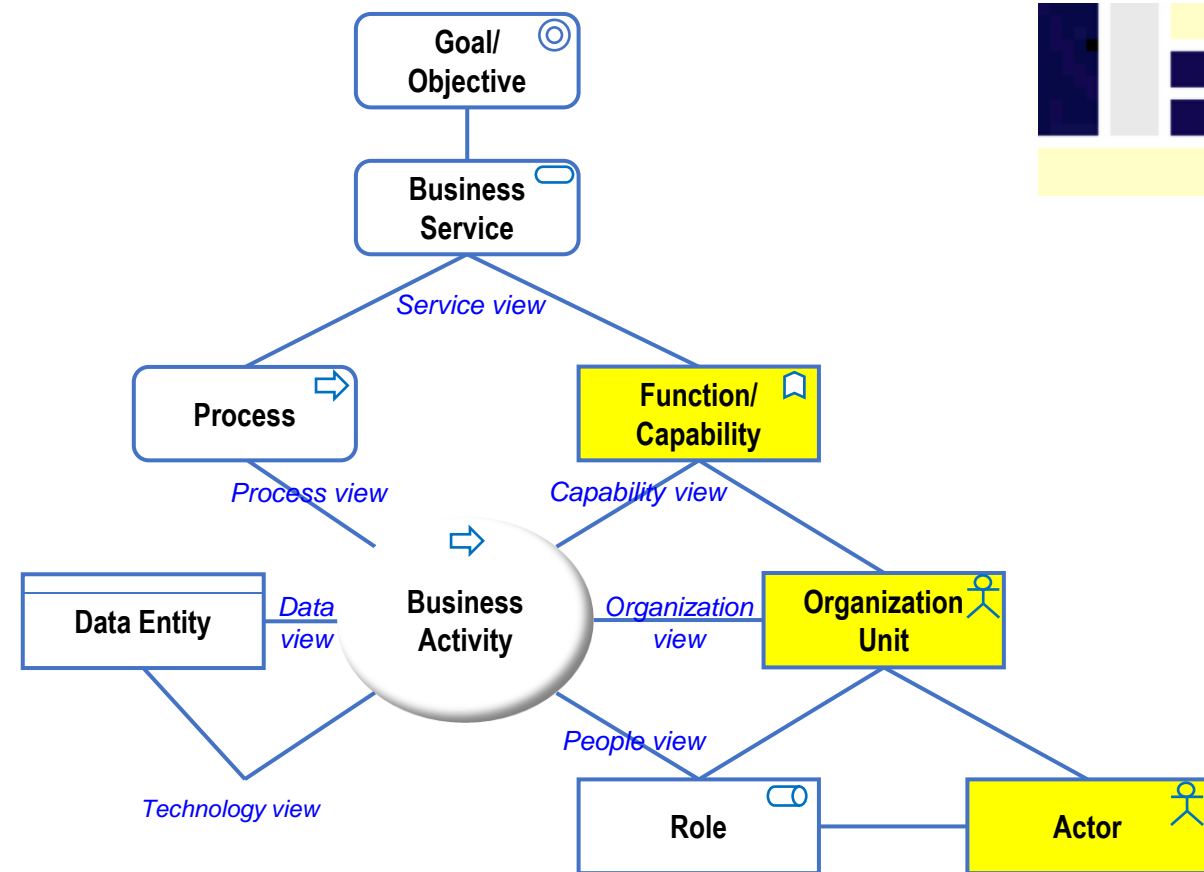 Goal/
Objective
Business
Service
Service view
Process
Function/
Capability
Process view
Capability view
Data Entity
Data
view
Business
Activity
Organization
view
Organization
Unit
People view
Technology view
Role
Actor